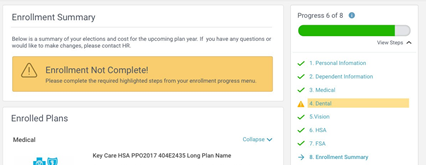 Enrollment Summary
Below is a summary of your elections and cost for the upcoming plan year. If you have any questions or
would like to make changes, please contact HR.
Enrollment Not Complete!
Please complete the required highlighted steps from your enrollment progress menu.
Enrolled Plans
Medical
Collapse
Key Care HSA PPO2017 404E2435 Long Plan Name
Progress 6 of 8
View Steps
1. Personal Information
2. Dependent Information
3. Medical
4. Dental
5.Vision
6. HSA
7. FSA
8. Enrollment Summary